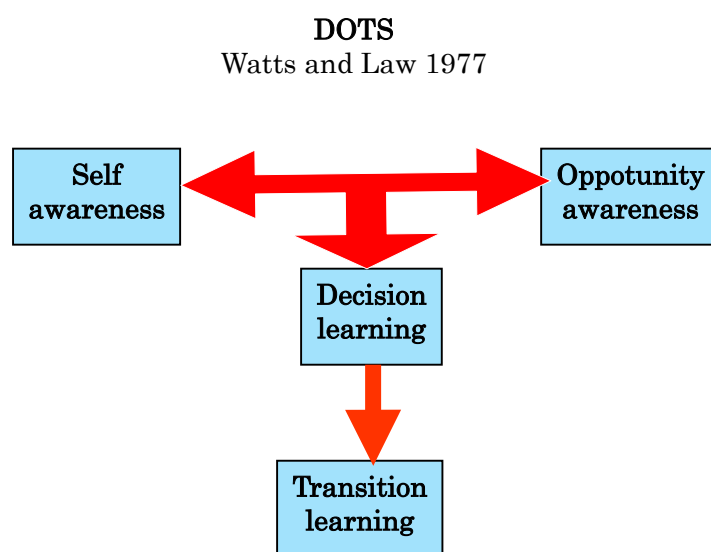 DOTS
Watts and Law 1977
Self
awareness
Oppotunity
awareness
Decision
learning
Transition
learning